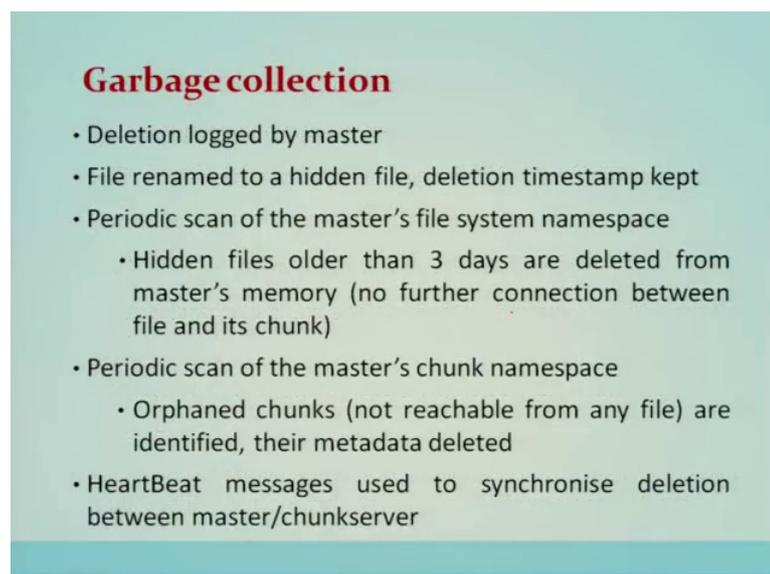 Garbage collection
• Deletion logged by master
• File renamed to a hidden file, deletion timestamp kept
• Periodic scan of the master's file system namespace
• Hidden files older than 3 days are deleted from
master's memory (no further connection between
file and its chunk)
• Periodic scan of the master's chunk namespace
• Orphaned chunks (not reachable from any file) are
identified, their metadata deleted
• HeartBeat messages used to synchronise deletion
between master/chunkserver